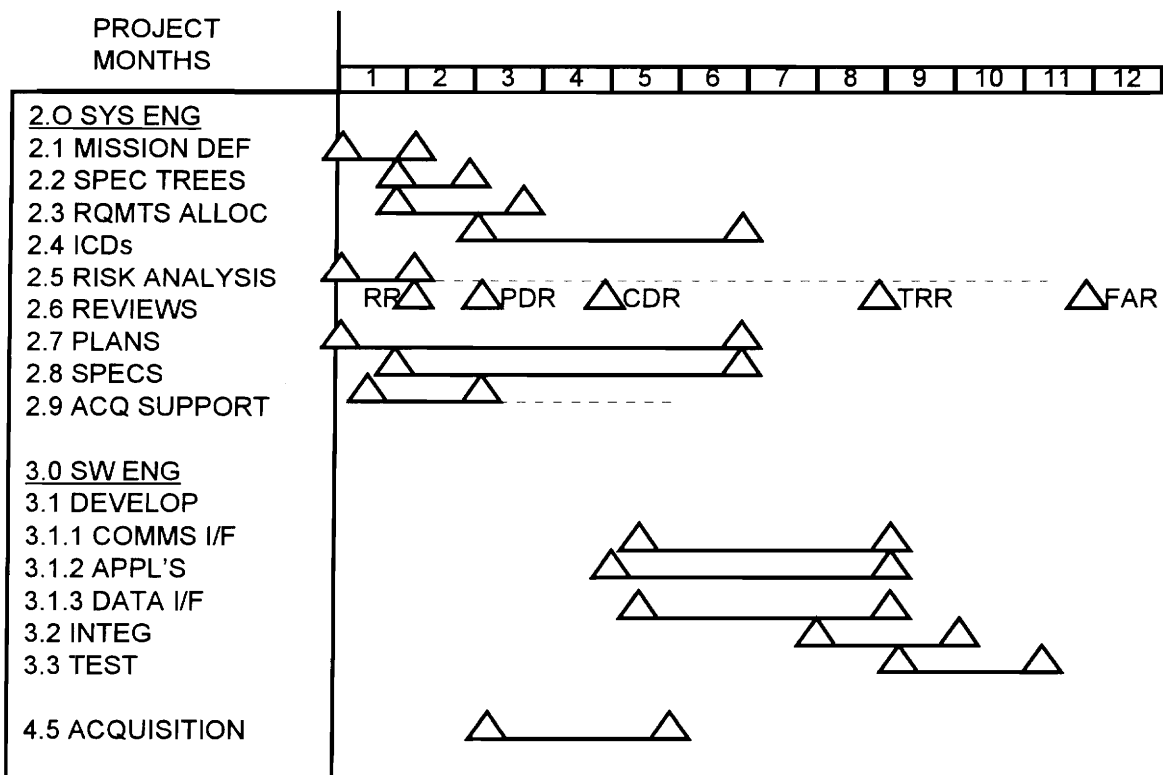 PROJECT
MONTHS
1 2 3 4 5 6 7 8 9 10 11 12
2.O SYS ENG
2.1 MISSION DEF
2.2 SPEC TREES
2.3 RQMTS ALLOC
2.4 ICDs
2.5 RISK ANALYSIS
RR PDR CDR TRR FAR
2.6 REVIEWS
2.7 PLANS
2.8 SPECS
2.9 ACQ SUPPORT
3.0 SW ENG
3.1 DEVELOP
3.1.1 COMMS I/F
3.1.2 APPL'S
3.1.3 DATA I/F
3.2 INTEG
3.3 TEST
4.5 ACQUISITION